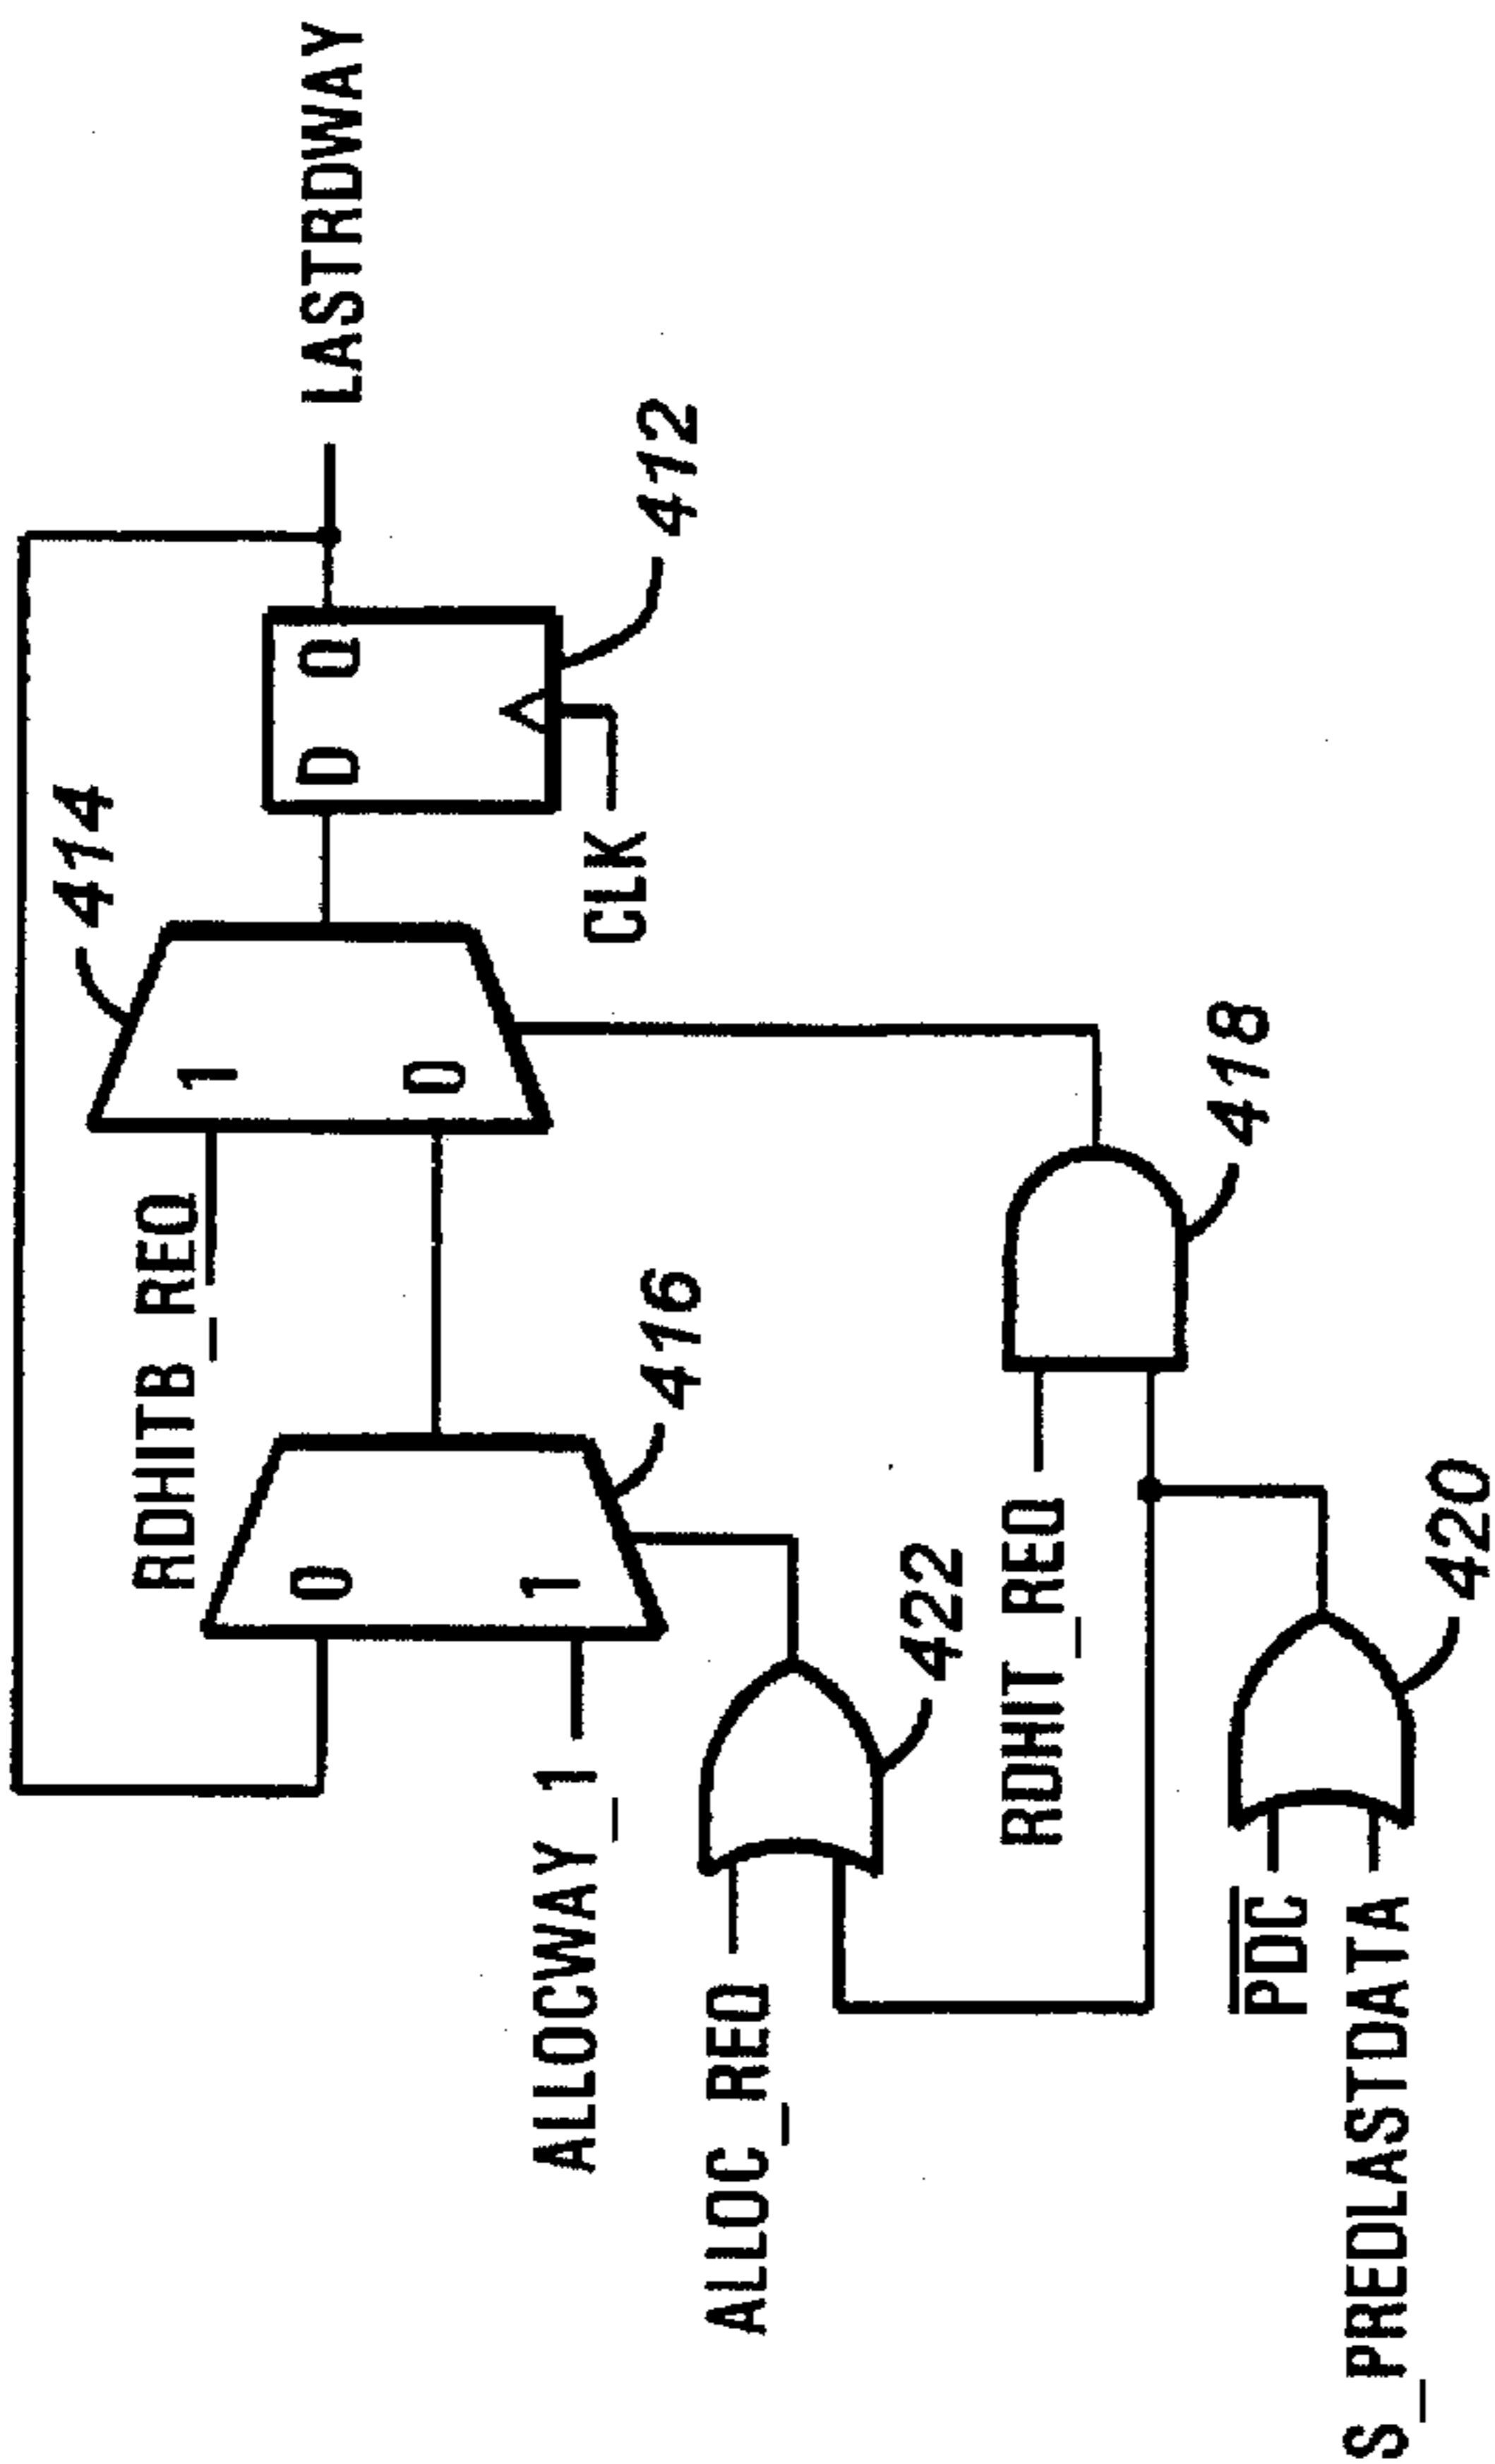 414
RDHITB_REQ
1
0
D Q
LASTRDWAY
0
1
ALLOCWAY_1
CLK
416
412
ALLOC_REQ
422
RDHIT_REQ
418
PDC
S_PREDLASTDATA
420